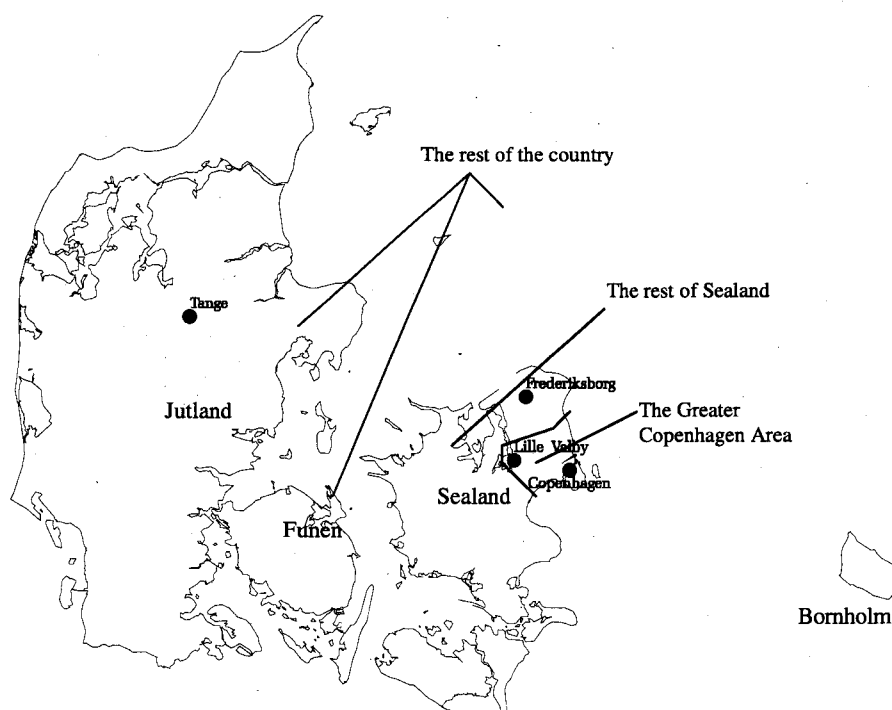 The rest of the country
The rest of Sealand
Tange
Frederiksborg
Jutland
The Greater
Copenhagen Area
Lille Valby
Copenhagen
Sealand
Funen
Bornholm